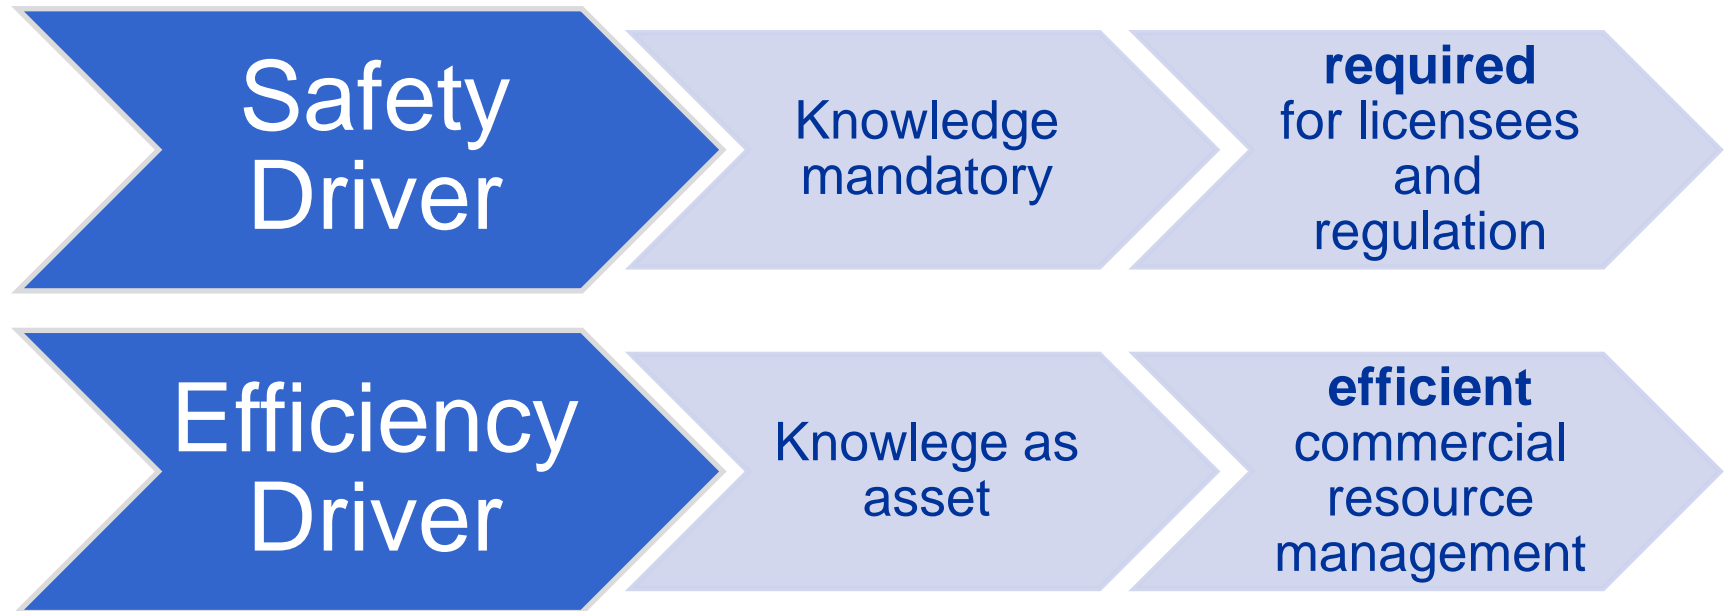 Safety
Driver
Knowledge
mandatory
required
for licensees
and
regulation
Efficiency
Driver
Knowlege as
asset
efficient
commercial
resource
management